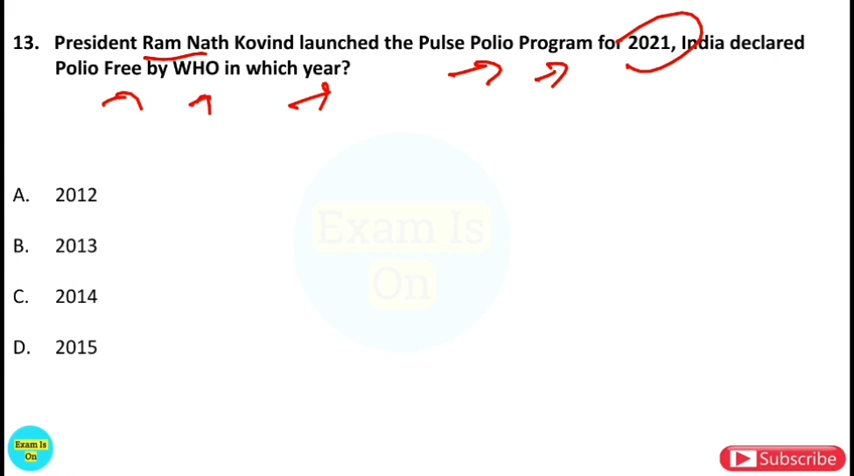 13. President Ram Nath Kovind launched the Pulse Polio Program for 2021, India declared
Polio Free by WHO in which year?
A. 2012
Exam Is
On
B. 2013
C. 2014
D. 2015
Exam Is
On
Subscribe